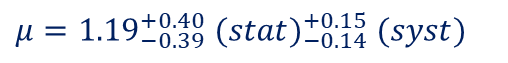 μ = 1.19^{+0.40}_{−0.39} (stat)^{+0.15}_{−0.14} (syst)